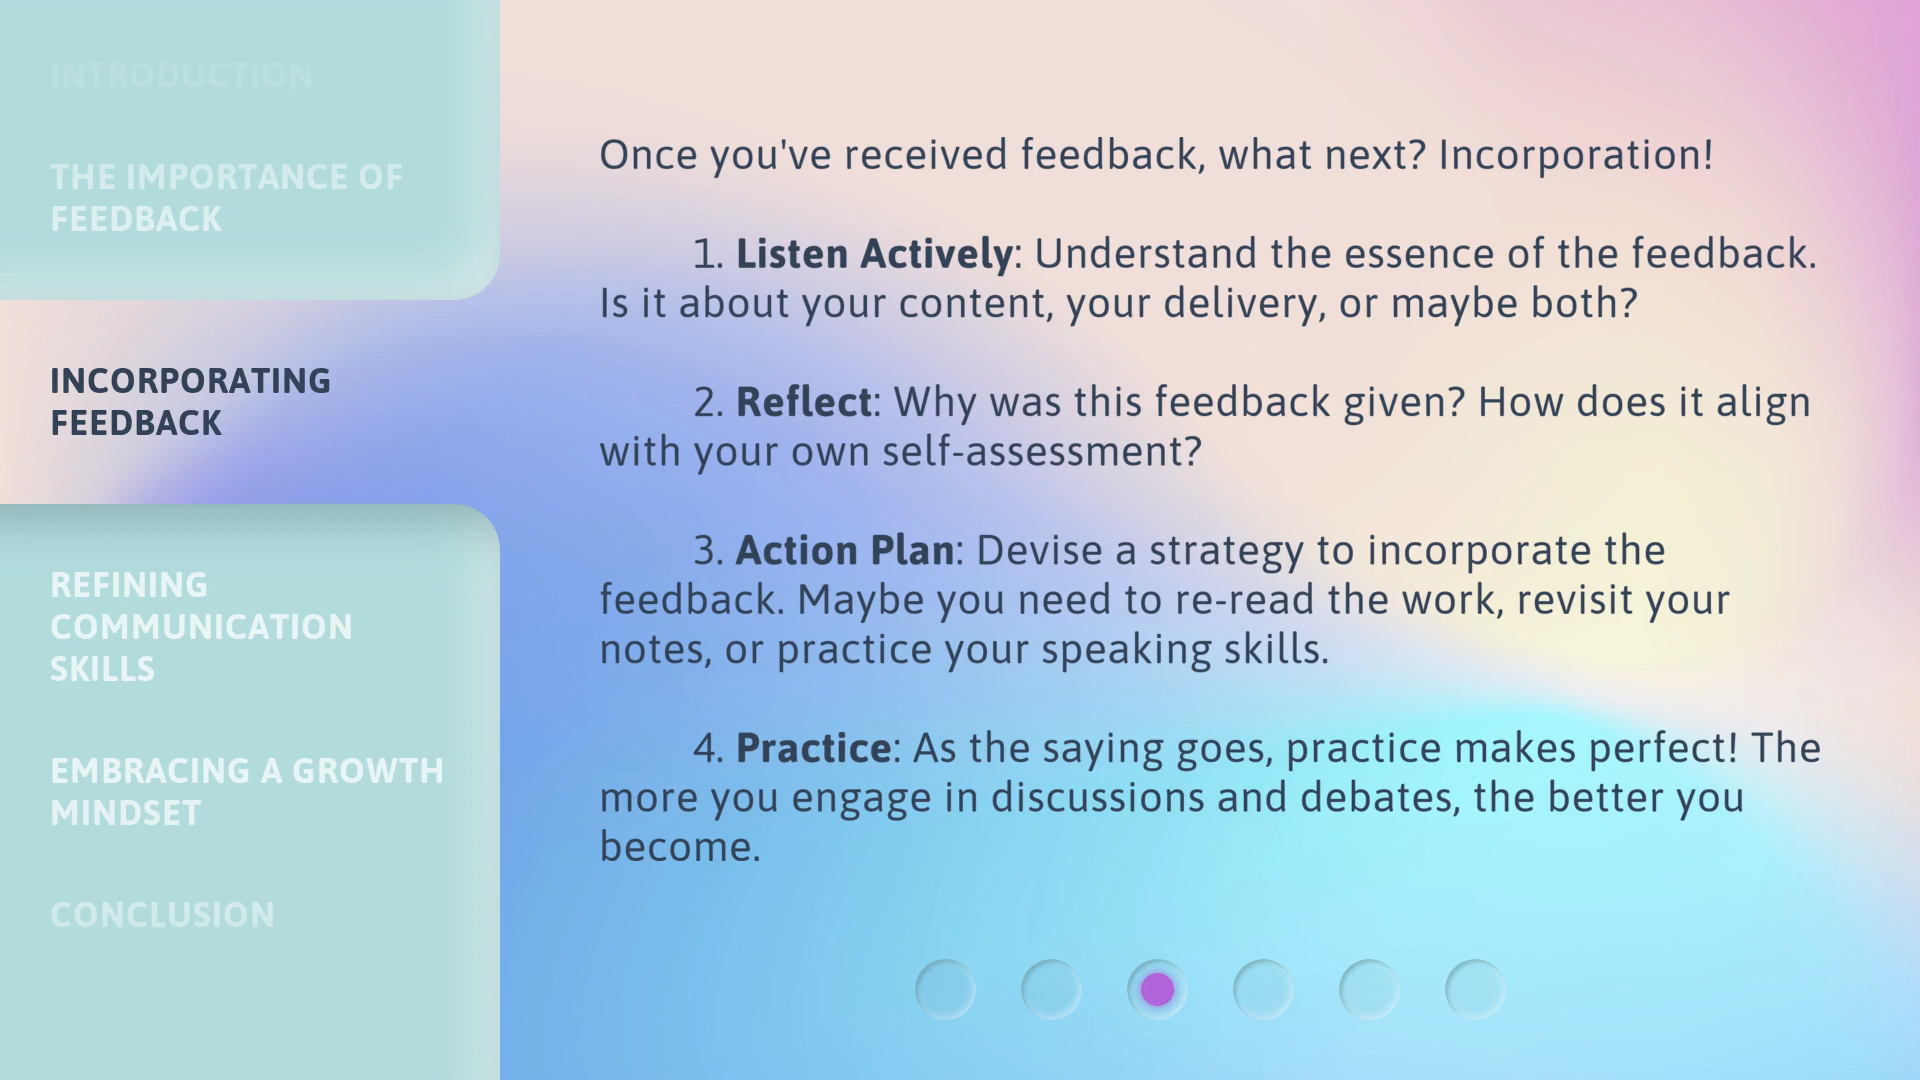 INTRODUCTION
THE IMPORTANCE OF
FEEDBACK
INCORPORATING
FEEDBACK
REFINING
COMMUNICATION
SKILLS
EMBRACING A GROWTH
MINDSET
CONCLUSION
Once you've received feedback, what next? Incorporation!
1. Listen Actively: Understand the essence of the feedback.
Is it about your content, your delivery, or maybe both?
2. Reflect: Why was this feedback given? How does it align
with your own self-assessment?
3. Action Plan: Devise a strategy to incorporate the
feedback. Maybe you need to re-read the work, revisit your
notes, or practice your speaking skills.
4. Practice: As the saying goes, practice makes perfect! The
more you engage in discussions and debates, the better you
become.